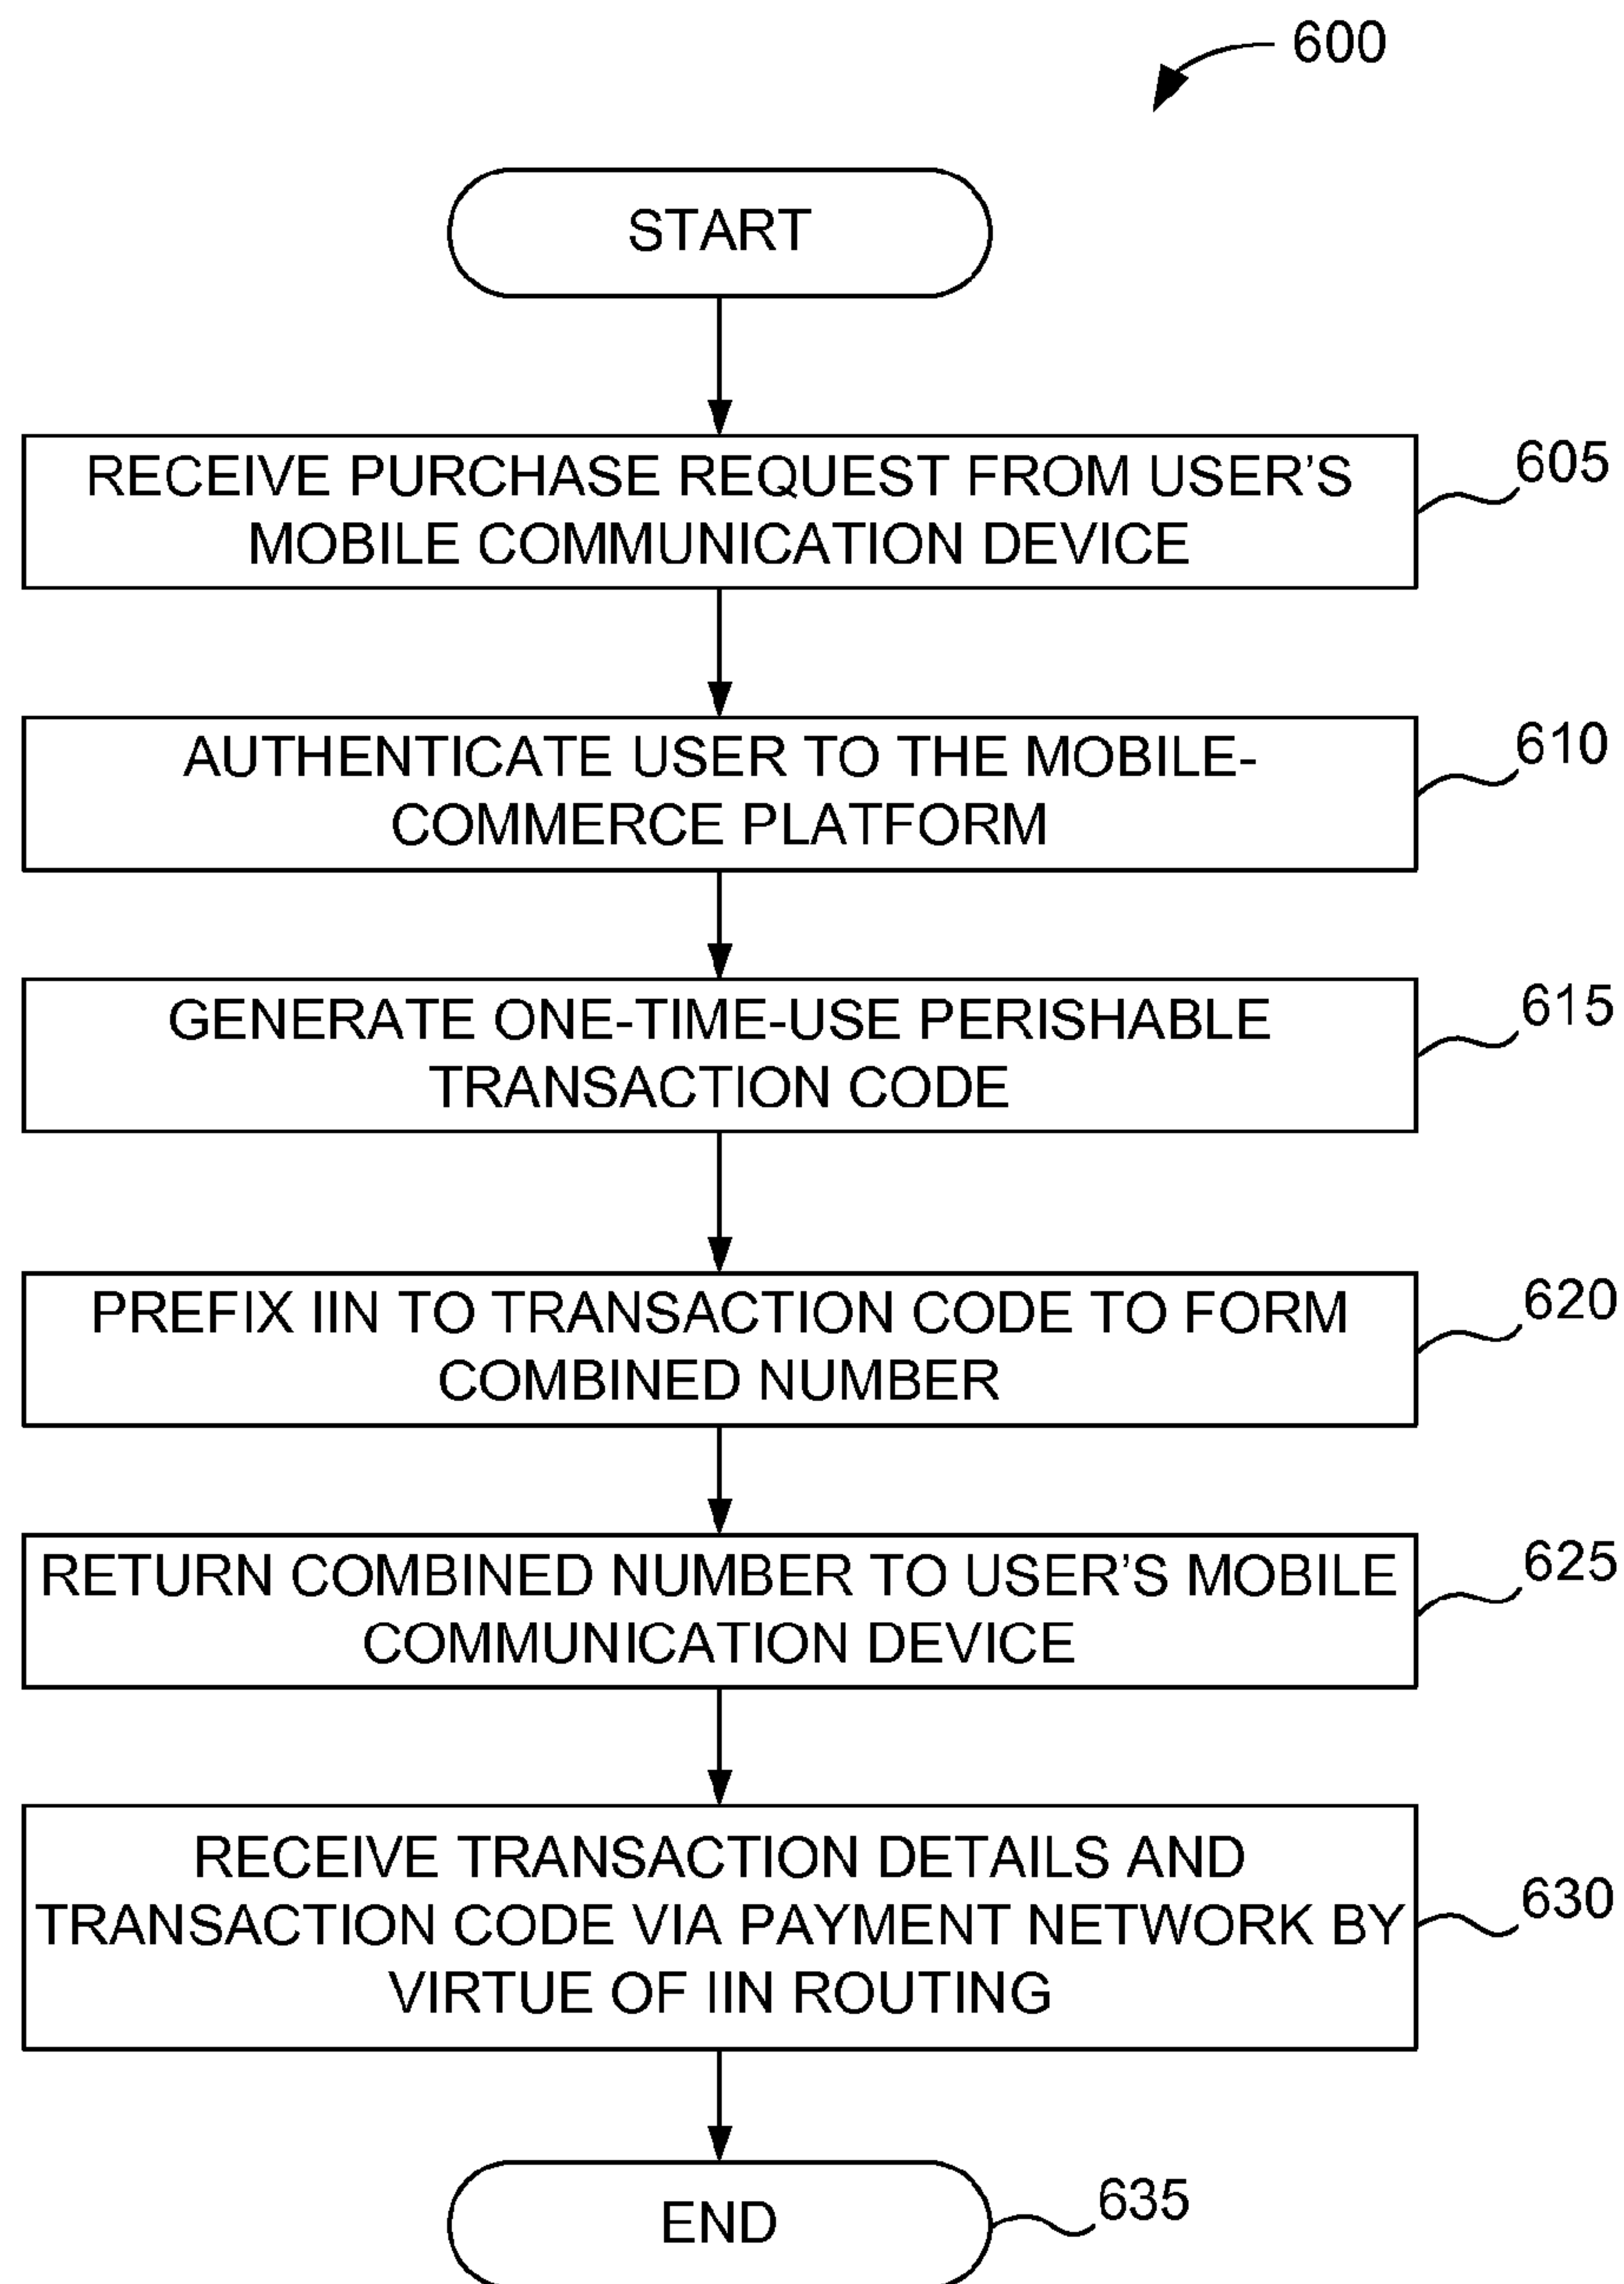 600
START
RECEIVE PURCHASE REQUEST FROM USER’S
MOBILE COMMUNICATION DEVICE
605
AUTHENTICATE USER TO THE MOBILE-
COMMERCE PLATFORM
610
GENERATE ONE-TIME-USE PERISHABLE
TRANSACTION CODE
615
PREFIX IIN TO TRANSACTION CODE TO FORM
COMBINED NUMBER
620
RETURN COMBINED NUMBER TO USER’S MOBILE
COMMUNICATION DEVICE
625
RECEIVE TRANSACTION DETAILS AND
TRANSACTION CODE VIA PAYMENT NETWORK BY
VIRTUE OF IIN ROUTING
630
END
635